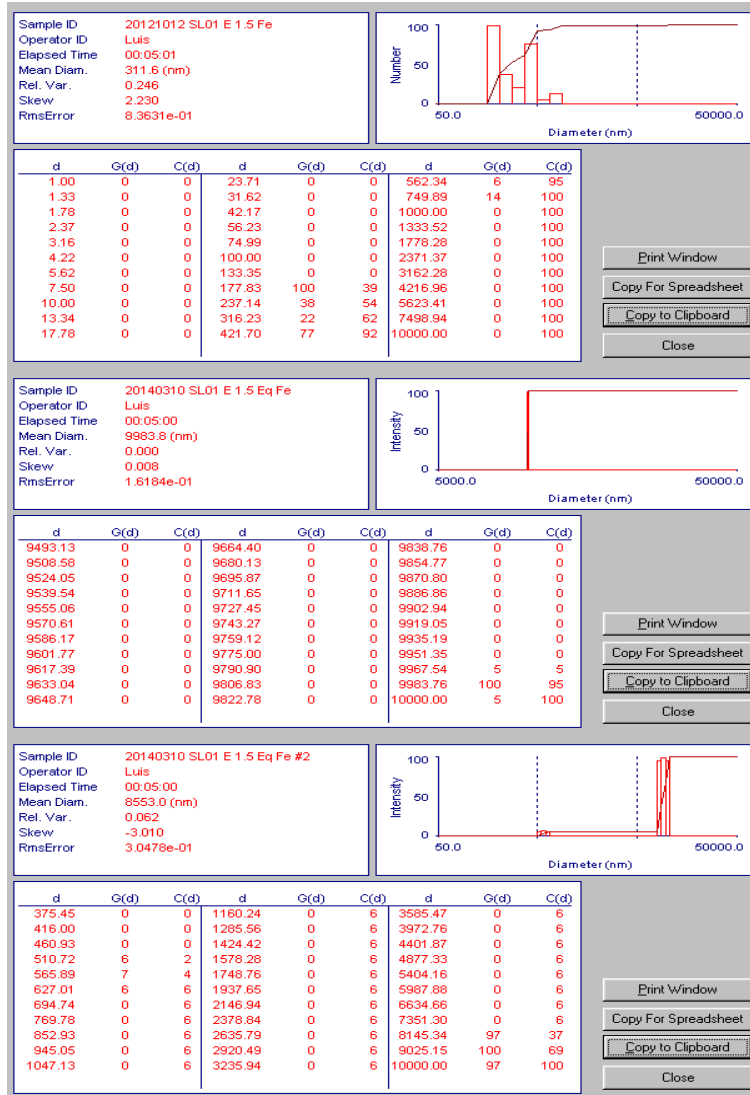 Sample ID 20121012 SL01 E 1.5 Fe
Operator ID Luis
Elapsed Time 00:05:01
Mean Diam. 311.6 (nm)
Rel. Var. 0.246
Skew 2.230
RmsError 8.3631e-01
100
50
0
Number
50.0 50000.0
Diameter (nm)
d G(d) C(d) d G(d) C(d) d G(d) C(d)
1.00 0 0 23.71 0 0 562.34 6 95
1.33 0 0 31.62 0 0 749.89 14 100
1.78 0 0 42.17 0 0 1000.00 0 100
2.37 0 0 56.23 0 0 1333.52 0 100
3.16 0 0 74.99 0 0 1778.28 0 100
4.22 0 0 100.00 0 0 2371.37 0 100
5.62 0 0 133.35 0 0 3162.28 0 100
7.50 0 0 177.83 100 39 4216.96 0 100
10.00 0 0 237.14 38 54 5623.41 0 100
13.34 0 0 316.23 22 62 7498.94 0 100
17.78 0 0 421.70 77 92 10000.00 0 100
Print Window
Copy For Spreadsheet
Copy to Clipboard
Close
Sample ID 20140310 SL01 E 1.5 Eq Fe
Operator ID Luis
Elapsed Time 00:05:00
Mean Diam. 9983.8 (nm)
Rel. Var. 0.000
Skew 0.008
RmsError 1.6184e-01
100
50
0
Intensity
5000.0 50000.0
Diameter (nm)
d G(d) C(d) d G(d) C(d) d G(d) C(d)
9493.13 0 0 9664.40 0 0 9838.76 0 0
9508.58 0 0 9680.13 0 0 9854.77 0 0
9524.05 0 0 9695.87 0 0 9870.80 0 0
9539.54 0 0 9711.65 0 0 9886.86 0 0
9555.06 0 0 9727.45 0 0 9902.94 0 0
9570.61 0 0 9743.27 0 0 9919.05 0 0
9586.17 0 0 9759.12 0 0 9935.19 0 0
9601.77 0 0 9775.00 0 0 9951.35 0 0
9617.39 0 0 9790.90 0 0 9967.54 5 5
9633.04 0 0 9806.83 0 0 9983.76 100 95
9648.71 0 0 9822.78 0 0 10000.00 5 100
Print Window
Copy For Spreadsheet
Copy to Clipboard
Close
Sample ID 20140310 SL01 E 1.5 Eq Fe #2
Operator ID Luis
Elapsed Time 00:05:00
Mean Diam. 8553.0 (nm)
Rel. Var. 0.062
Skew -3.010
RmsError 3.0478e-01
100
50
0
Intensity
50.0 50000.0
Diameter (nm)
d G(d) C(d) d G(d) C(d) d G(d) C(d)
375.45 0 0 1160.24 0 6 3585.47 0 6
416.00 0 0 1285.56 0 6 3972.76 0 6
460.93 0 0 1424.42 0 6 4401.87 0 6
510.72 6 2 1578.28 0 6 4877.33 0 6
565.89 7 4 1748.76 0 6 5404.16 0 6
627.01 6 6 1937.65 0 6 5987.88 0 6
694.74 0 6 2146.94 0 6 6634.66 0 6
769.78 0 6 2378.84 0 6 7351.30 0 6
852.93 0 6 2635.79 0 6 8145.34 97 37
945.05 0 6 2920.49 0 6 9025.15 100 69
1047.13 0 6 3235.94 0 6 10000.00 97 100
Print Window
Copy For Spreadsheet
Copy to Clipboard
Close